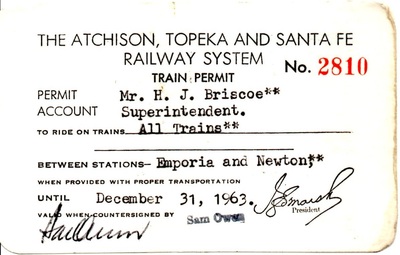 THE ATCHISON, TOPEKA AND SANTA FE
RAILWAY SYSTEM
TRAIN PERMIT No. 2810
PERMIT Mr. H. J. Briscoe**
ACCOUNT Superintendent.
TO RIDE ON TRAINS All Trains**
BETWEEN STATIONS- Emporia and Newton,**
WHEN PROVIDED WITH PROPER TRANSPORTATION
UNTIL December 31, 1963.
President
VALID WHEN COUNTERSIGNED BY Sam Owen